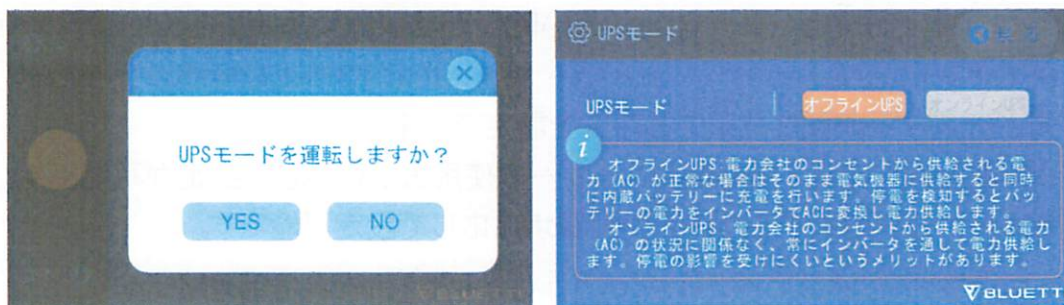 UPSモードを運転しますか？
YES
NO
UPSモード
UPSモード
オフラインUPS
オンラインUPS
オフラインUPS:電力会社のコンセントから供給される電
力（AC）が正常な場合はそのまま電気機器に供給すると同時
に内蔵バッテリーに充電を行います。停電を検知するとバッ
テリーの電力をインバータでACに変換し電力供給します。
オンラインUPS:電力会社のコンセントから供給される電力
（AC）の状況に関係なく、常にインバータを通して電力供給し
ます。停電の影響を受けにくいというメリットがあります。
BLUETT